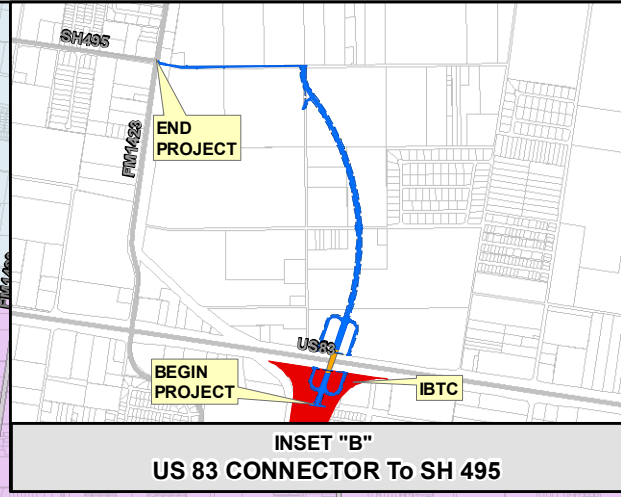 SH495
END
PROJECT
FM1423
US83
BEGIN
PROJECT
IBTC
INSET "B"
US 83 CONNECTOR To SH 495